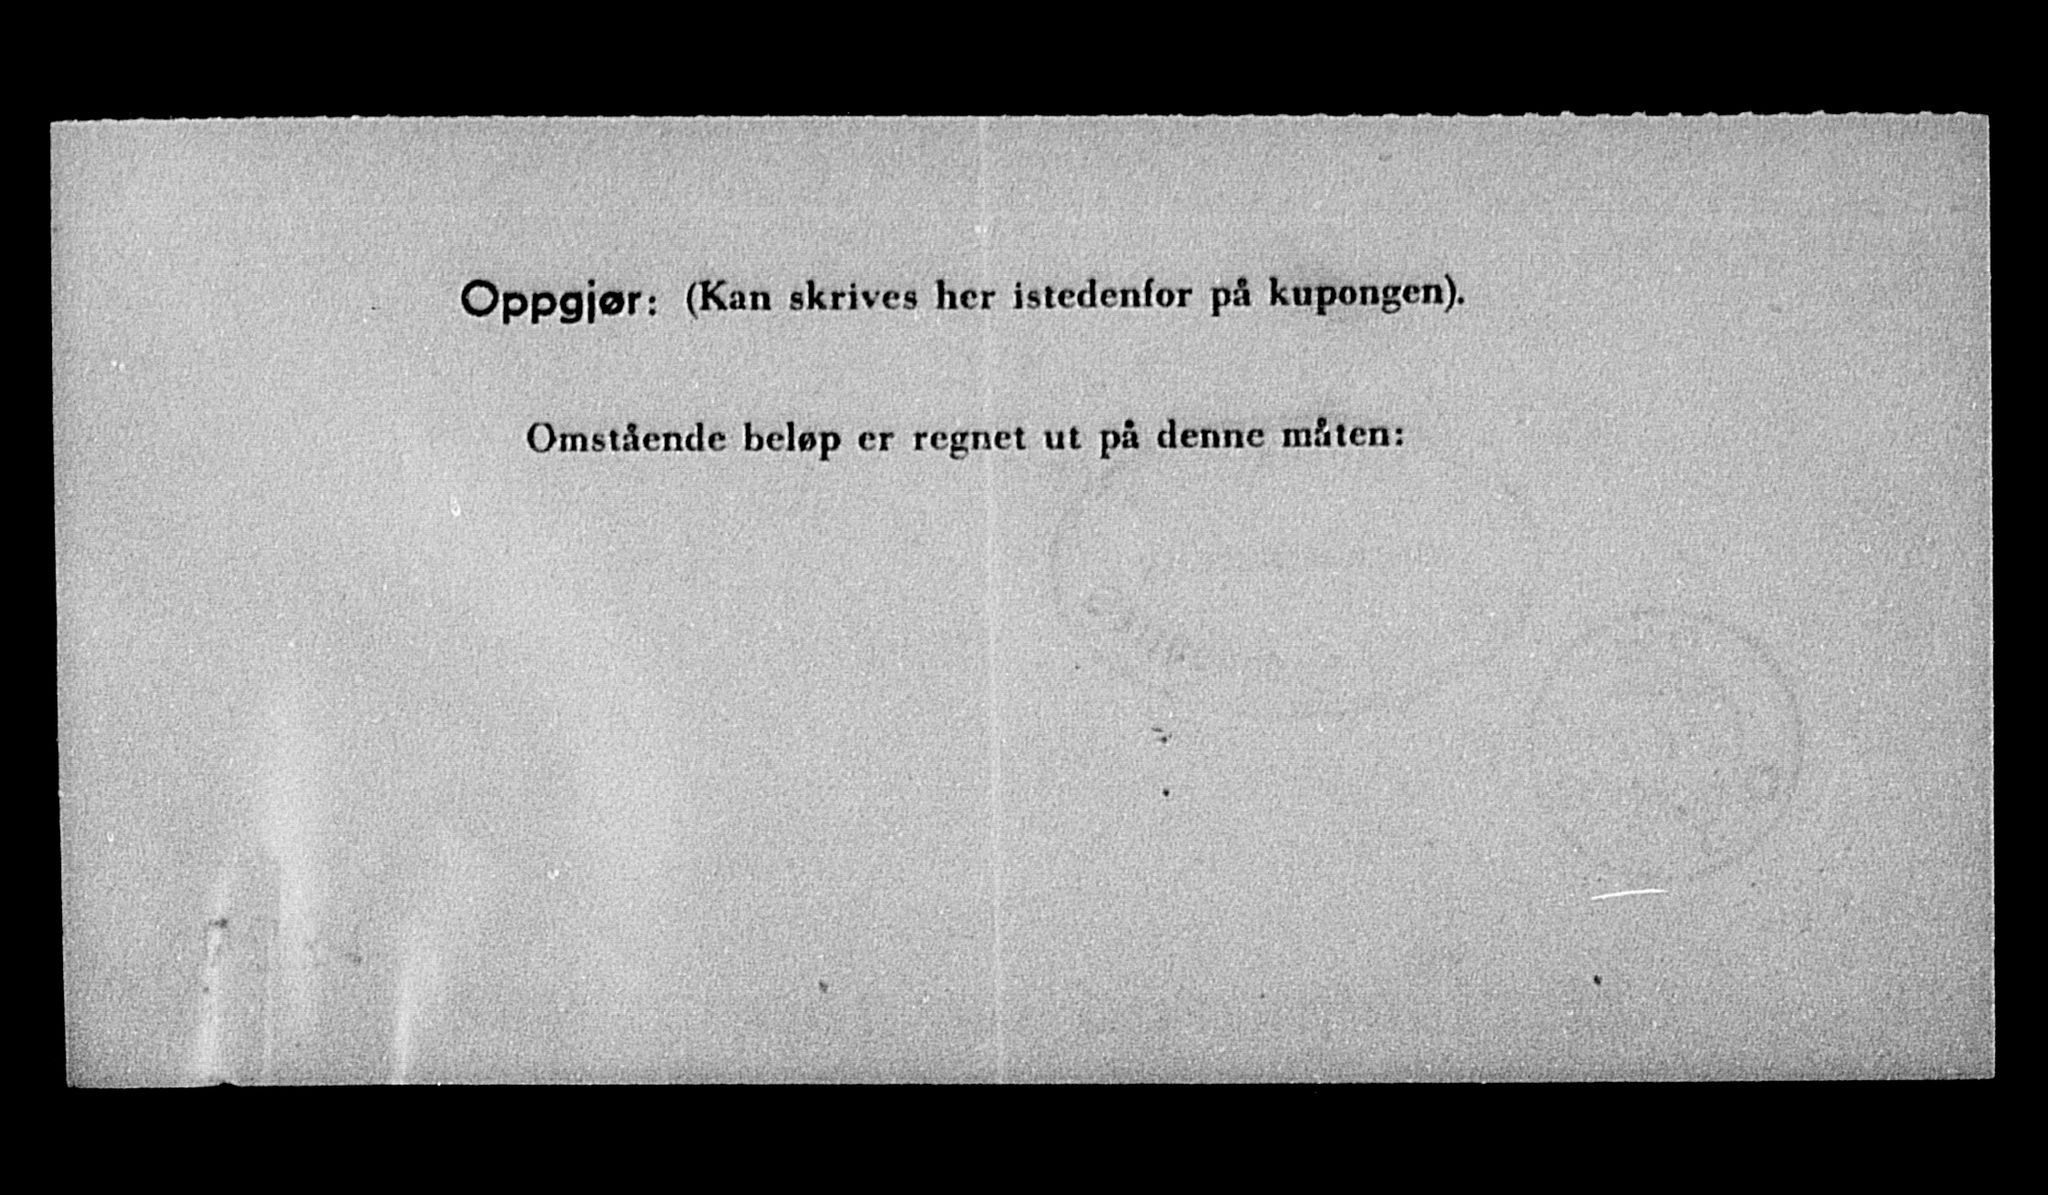 Oppgjør: (Kan skrives her istedenfor på kupongen).
Omstående beløp er regnet ut på denne måten: